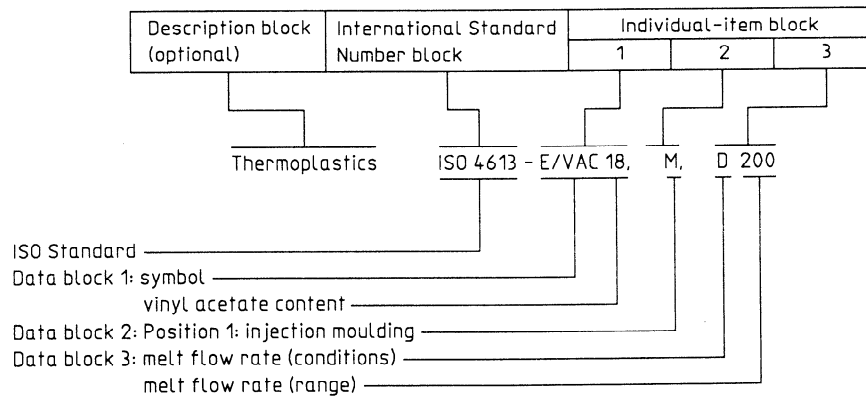 Description block (optional)
International Standard Number block
Individual-item block
1 2 3
Thermoplastics ISO 4613 - E/VAC 18, M, D 200
ISO Standard
Data block 1: symbol
vinyl acetate content
Data block 2: Position 1: injection moulding
Data block 3: melt flow rate (conditions)
melt flow rate (range)